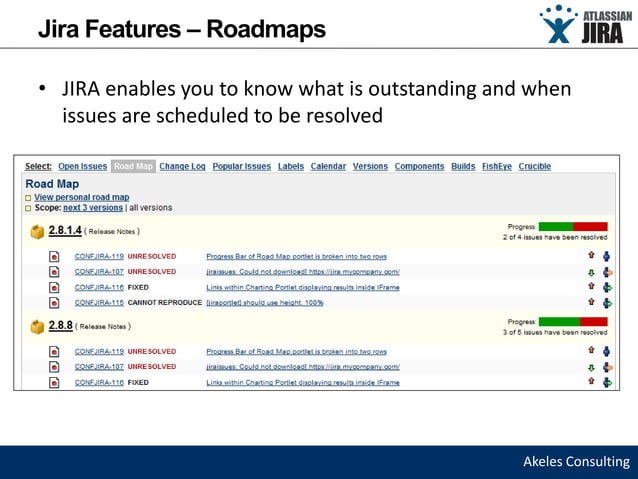 Jira Features – Roadmaps
ATLASSIAN
JIRA
• JIRA enables you to know what is outstanding and when
issues are scheduled to be resolved
Select: Open Issues Road Map Change Log Popular Issues Labels Calendar Versions Components Builds FishEye Crucible
Road Map
View personal road map
Scope: next 3 versions | all versions
2.8.1.4 ( Release Notes ) Progress:
2 of 4 issues have been resolved
CONFJIRA-119 UNRESOLVED Progress Bar of Road Map portlet is broken into two rows
CONFJIRA-107 UNRESOLVED jiraissues: Could not download] https://jira.mycompany.com/
CONFJIRA-116 FIXED Links within Charting Portlet displaying results inside IFrame
CONFJIRA-115 CANNOT REPRODUCE [jiraportlet] should use height: 100%
2.8.8 ( Release Notes ) Progress:
3 of 5 issues have been resolved
CONFJIRA-119 UNRESOLVED Progress Bar of Road Map portlet is broken into two rows
CONFJIRA-107 UNRESOLVED jiraissues: Could not download] https://jira.mycompany.com/
CONFJIRA-116 FIXED Links within Charting Portlet displaying results inside IFrame
Akeles Consulting